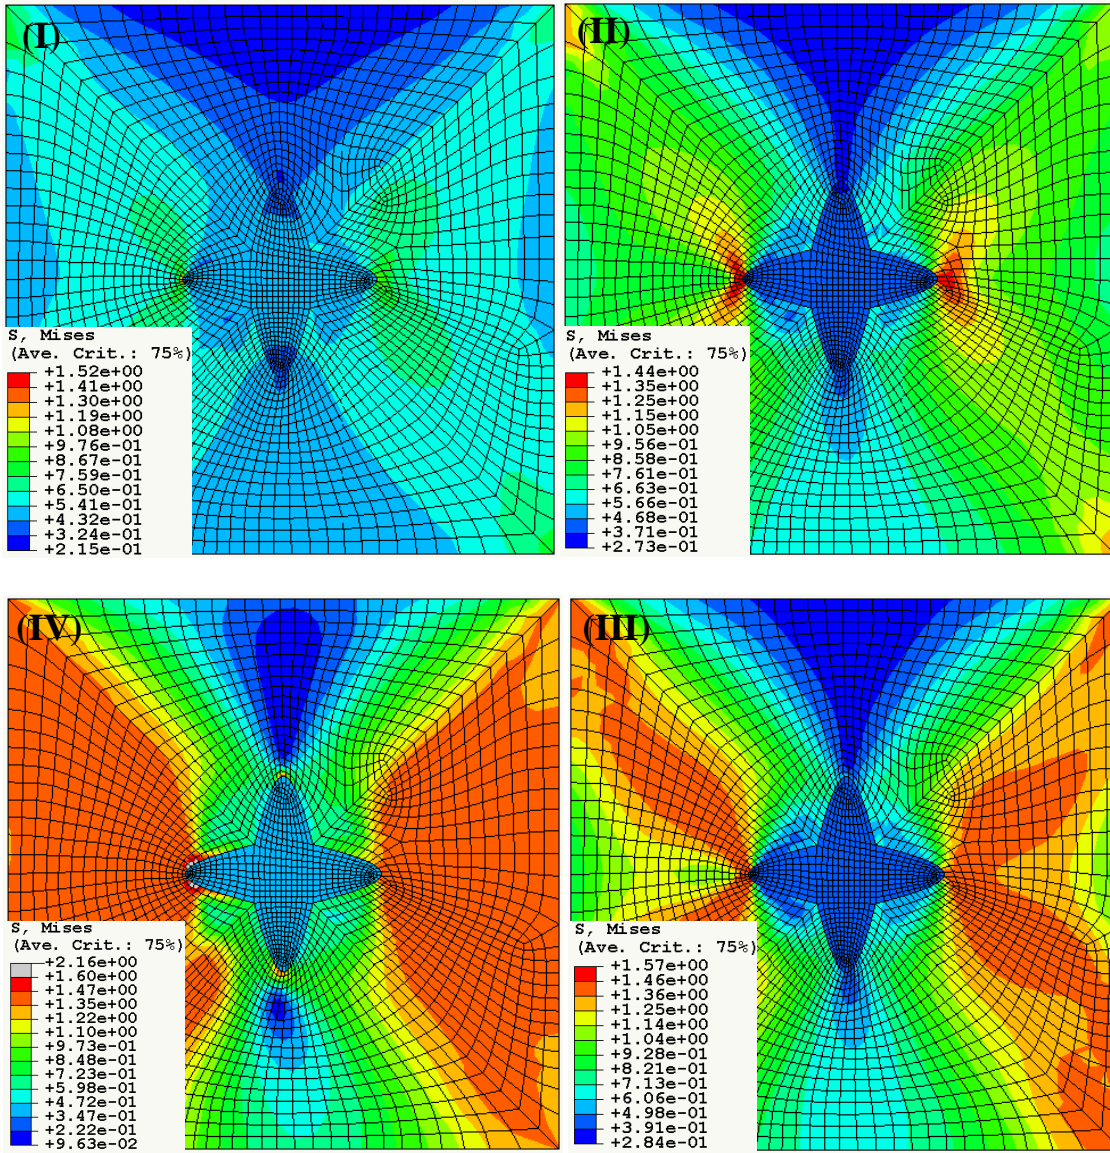 (I)
S, Mises
(Ave. Crit.: 75%)
+1.52e+00
+1.41e+00
+1.30e+00
+1.19e+00
+1.08e+00
+9.76e-01
+8.67e-01
+7.59e-01
+6.50e-01
+5.41e-01
+4.32e-01
+3.24e-01
+2.15e-01
(II)
S, Mises
(Ave. Crit.: 75%)
+1.44e+00
+1.35e+00
+1.25e+00
+1.15e+00
+1.05e+00
+9.56e-01
+8.58e-01
+7.61e-01
+6.63e-01
+5.66e-01
+4.68e-01
+3.71e-01
+2.73e-01
(IV)
S, Mises
(Ave. Crit.: 75%)
+2.16e+00
+1.60e+00
+1.47e+00
+1.35e+00
+1.22e+00
+1.10e+00
+9.73e-01
+8.48e-01
+7.23e-01
+5.98e-01
+4.72e-01
+3.47e-01
+2.22e-01
+9.63e-02
(III)
S, Mises
(Ave. Crit.: 75%)
+1.57e+00
+1.46e+00
+1.36e+00
+1.25e+00
+1.14e+00
+1.04e+00
+9.28e-01
+8.21e-01
+7.13e-01
+6.06e-01
+4.98e-01
+3.91e-01
+2.84e-01